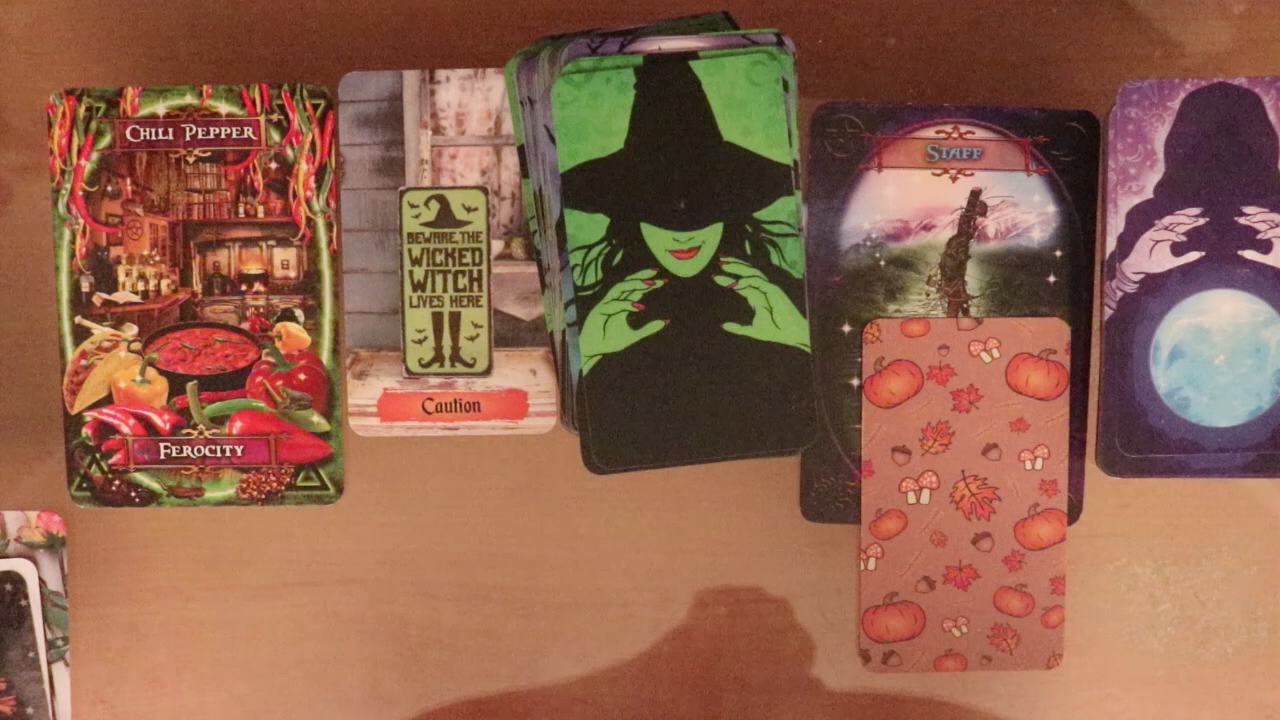 CHILI PEPPER
FEROCITY
BEWARE, THE
WICKED
WITCH
LIVES HERE
Caution
STAFF